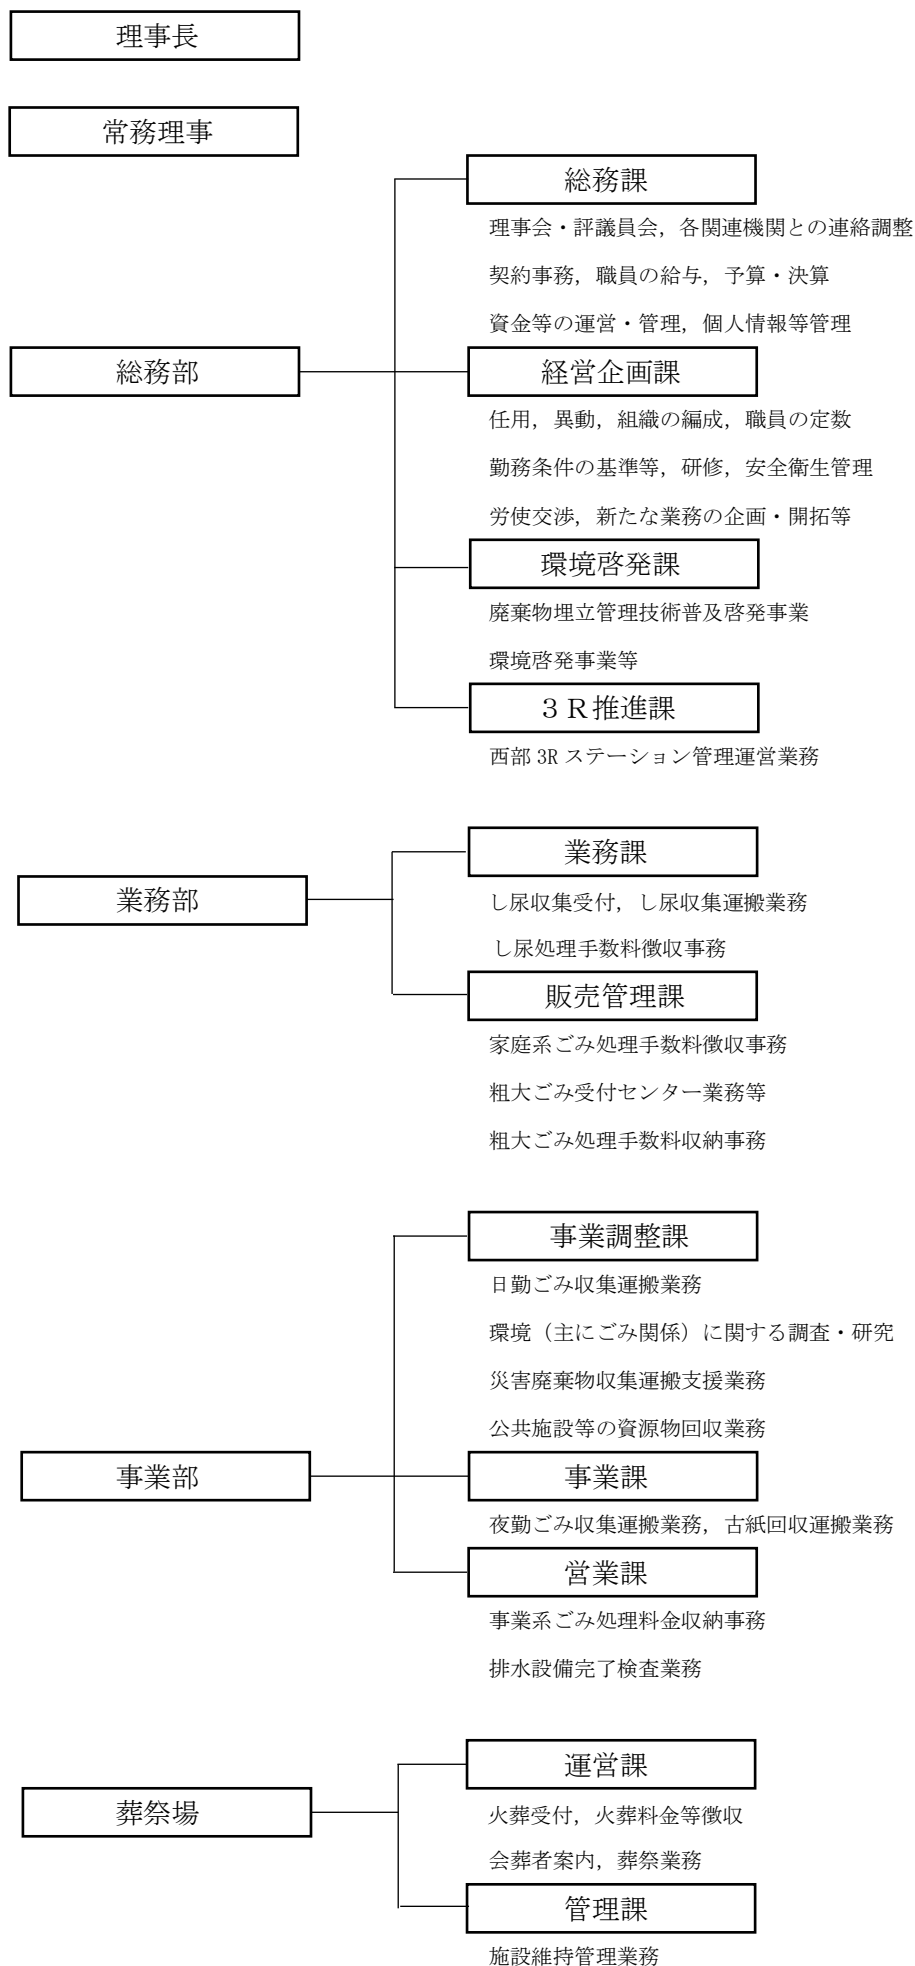 理事長
常務理事
総務課
理事会・評議員会，各関連機関との連絡調整
契約事務，職員の給与，予算・決算
資金等の運営・管理，個人情報等管理
総務部
経営企画課
任用，異動，組織の編成，職員の定数
勤務条件の基準等，研修，安全衛生管理
労使交渉，新たな業務の企画・開拓等
環境啓発課
廃棄物埋立管理技術普及啓発事業
環境啓発事業等
３Ｒ推進課
西部 3R ステーション管理運営業務
業務課
業務部
し尿収集受付，し尿収集運搬業務
し尿処理手数料徴収事務
販売管理課
家庭系ごみ処理手数料徴収事務
粗大ごみ受付センター業務等
粗大ごみ処理手数料収納事務
事業調整課
日勤ごみ収集運搬業務
環境（主にごみ関係）に関する調査・研究
災害廃棄物収集運搬支援業務
公共施設等の資源物回収業務
事業部
事業課
夜勤ごみ収集運搬業務，古紙回収運搬業務
営業課
事業系ごみ処理料金収納事務
排水設備完了検査業務
運営課
葬祭場
火葬受付，火葬料金等徴収
会葬者案内，葬祭業務
管理課
施設維持管理業務